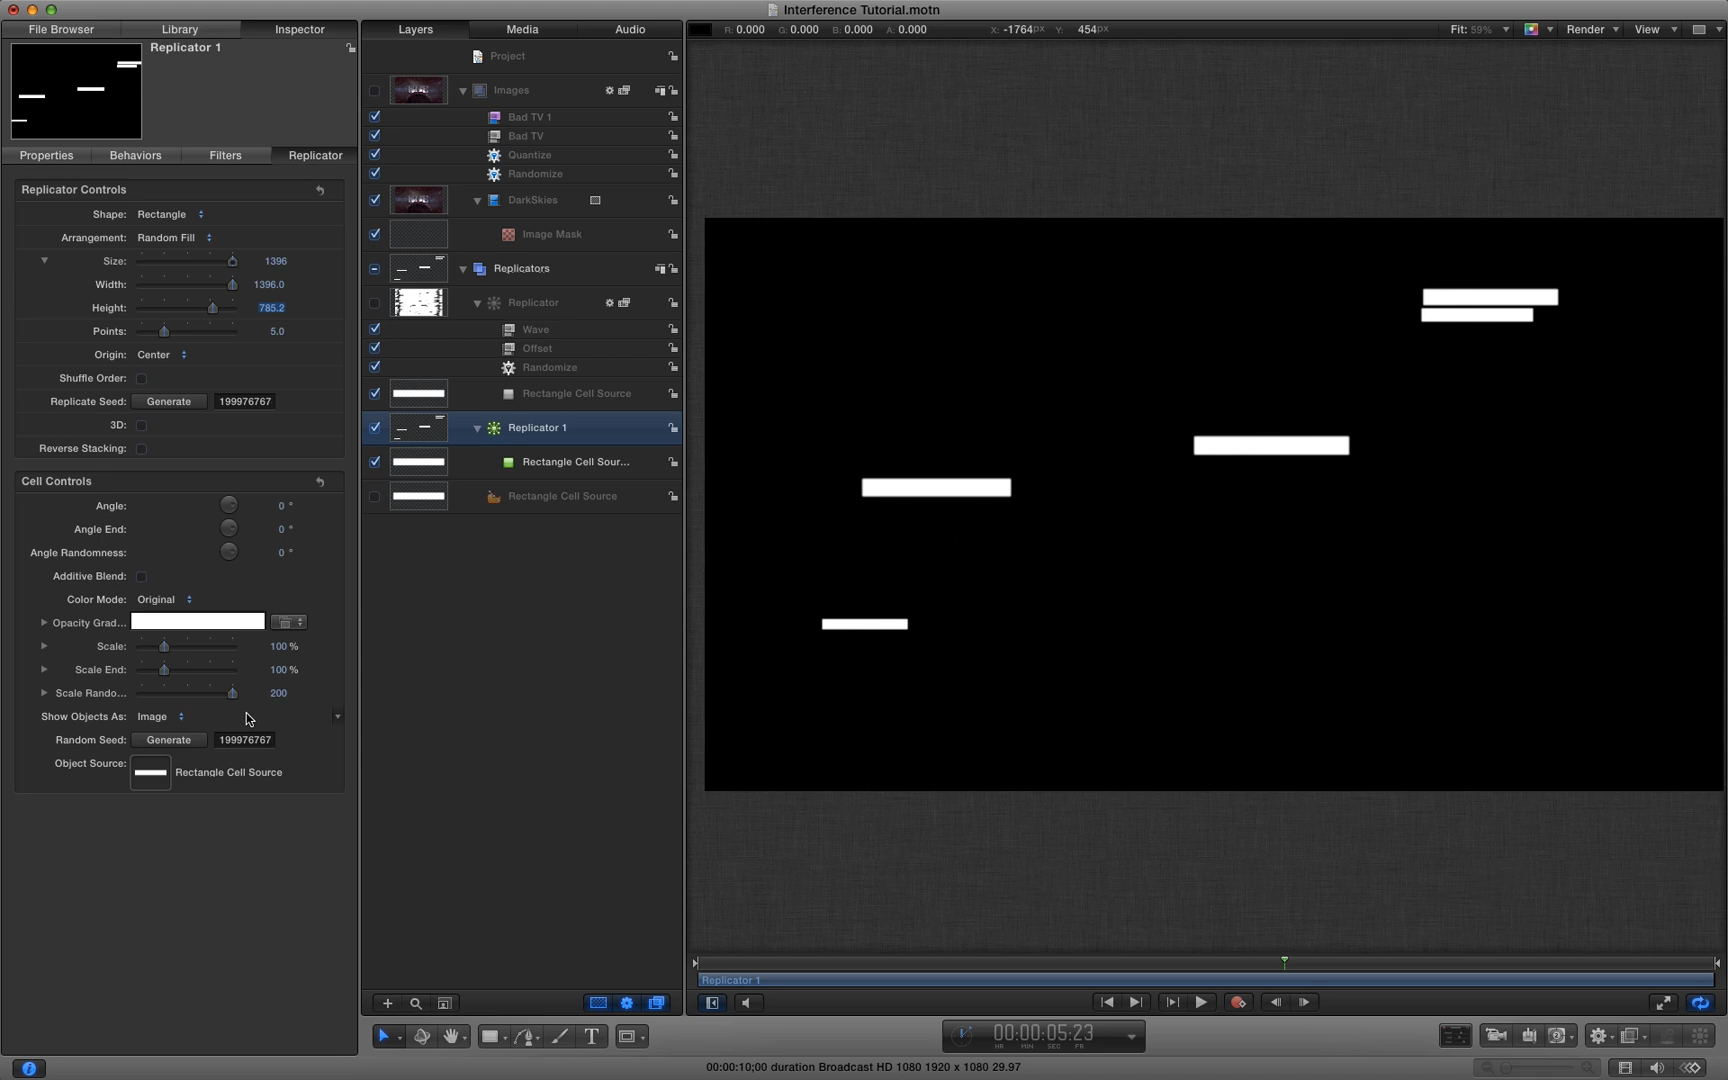 Interference Tutorial.motn
File Browser
Library
Inspector
Layers
Media
Audio
R: 0.000 G: 0.000 B: 0.000 A: 0.000 X: -1764px Y: 454px
Fit: 59% Render View
Replicator 1
Properties
Behaviors
Filters
Replicator
Replicator Controls
Shape: Rectangle
Arrangement: Random Fill
Size: 1396
Width: 1396.0
Height: 785.2
Points: 5.0
Origin: Center
Shuffle Order:
Replicate Seed: Generate 199976767
3D:
Reverse Stacking:
Cell Controls
Angle: 0 °
Angle End: 0 °
Angle Randomness: 0 °
Additive Blend:
Color Mode: Original
Opacity Grad...
Scale: 100 %
Scale End: 100 %
Scale Rando... 200
Show Objects As: Image
Random Seed: Generate 199976767
Object Source: Rectangle Cell Source
Project
Images
Bad TV 1
Bad TV
Quantize
Randomize
DarkSkies
Image Mask
Replicators
Replicator
Wave
Offset
Randomize
Rectangle Cell Source
Replicator 1
Rectangle Cell Sour...
Rectangle Cell Source
Replicator 1
00:00:05:23
HR MIN SEC FR
00:00:10;00 duration Broadcast HD 1080 1920 x 1080 29.97